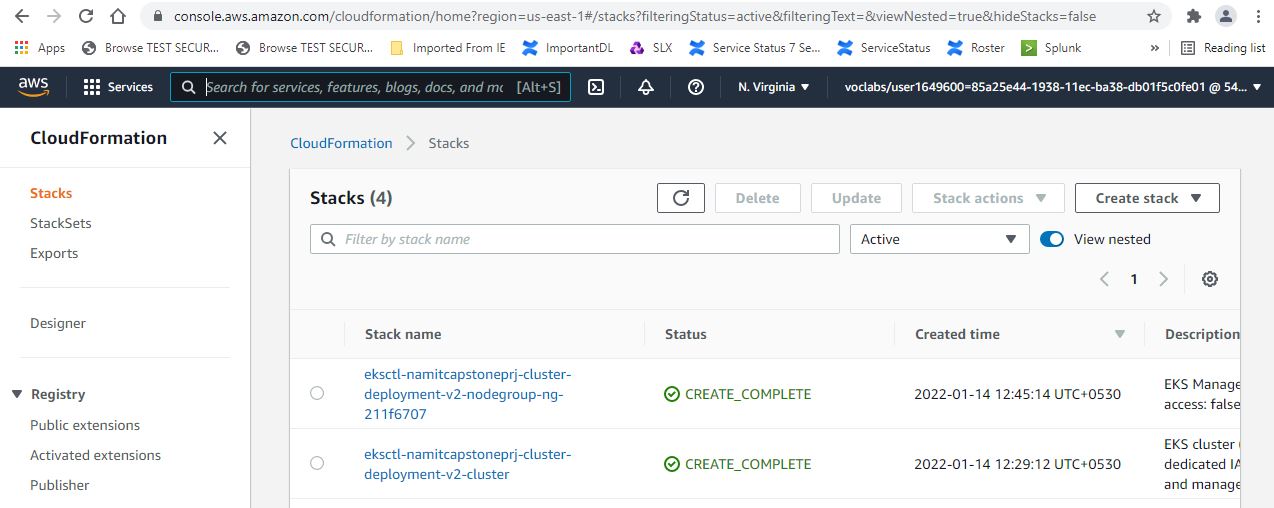 console.aws.amazon.com/cloudformation/home?region=us-east-1#/stacks?filteringStatus=active&filteringText=&viewNested=true&hideStacks=false
Apps Browse TEST SECUR... Browse TEST SECUR... Imported From IE ImportantDL SLX Service Status 7 Se... ServiceStatus Roster Splunk » Reading list
aws Services Search for services, features, blogs, docs, and mc [Alt+S] N. Virginia voclabs/user1649600=85a25e44-1938-11ec-ba38-db01f5c0fe01 @ 54...
CloudFormation
Stacks
StackSets
Exports
Designer
Registry
Public extensions
Activated extensions
Publisher
CloudFormation Stacks
Stacks (4) Delete Update Stack actions Create stack
Filter by stack name Active View nested
1
Stack name Status Created time Description
eksctl-namitcapstoneprj-cluster-
deployment-v2-nodegroup-ng-
211f6707
CREATE_COMPLETE
2022-01-14 12:45:14 UTC+0530
EKS Manage
access: false
eksctl-namitcapstoneprj-cluster-
deployment-v2-cluster
CREATE_COMPLETE
2022-01-14 12:29:12 UTC+0530
EKS cluster (
dedicated IA
and manage